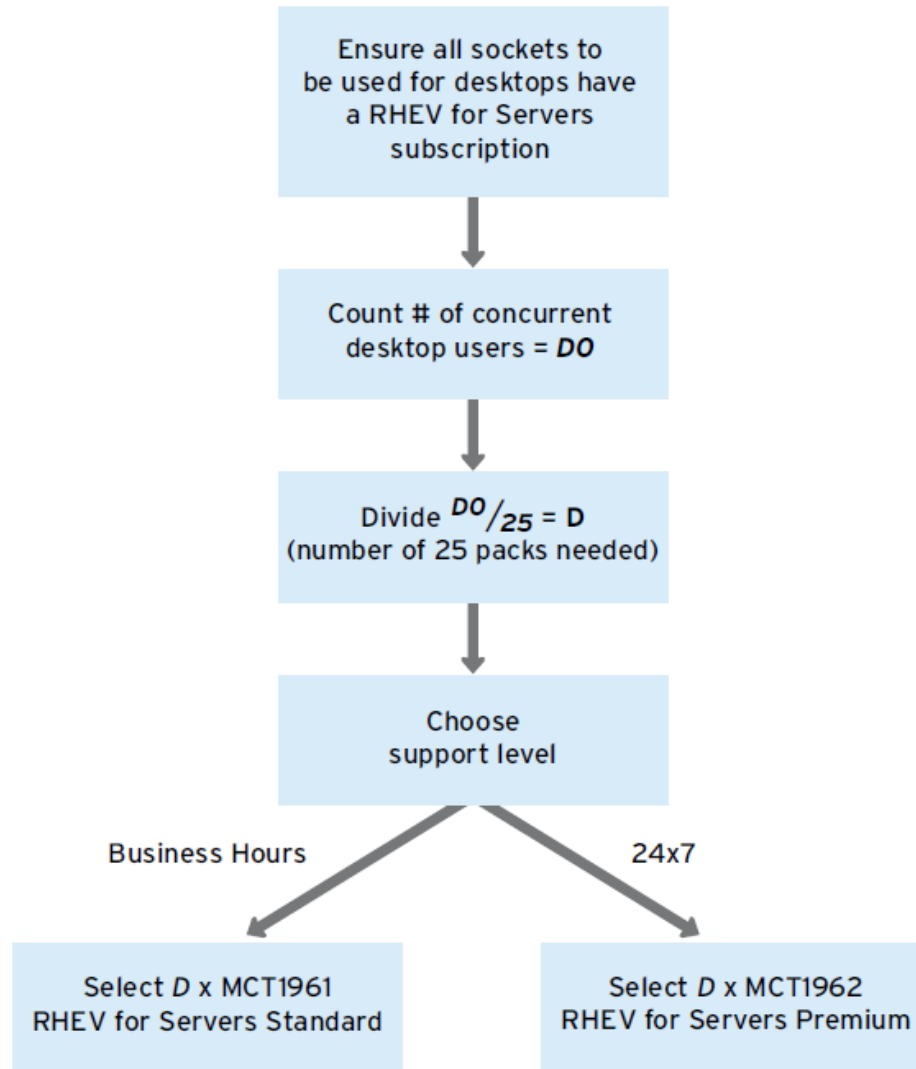 Ensure all sockets to
be used for desktops have
a RHEV for Servers
subscription
Count # of concurrent
desktop users = DO
Divide DO/25 = D
(number of 25 packs needed)
Choose
support level
Business Hours
24x7
Select D x MCT1961
RHEV for Servers Standard
Select D x MCT1962
RHEV for Servers Premium